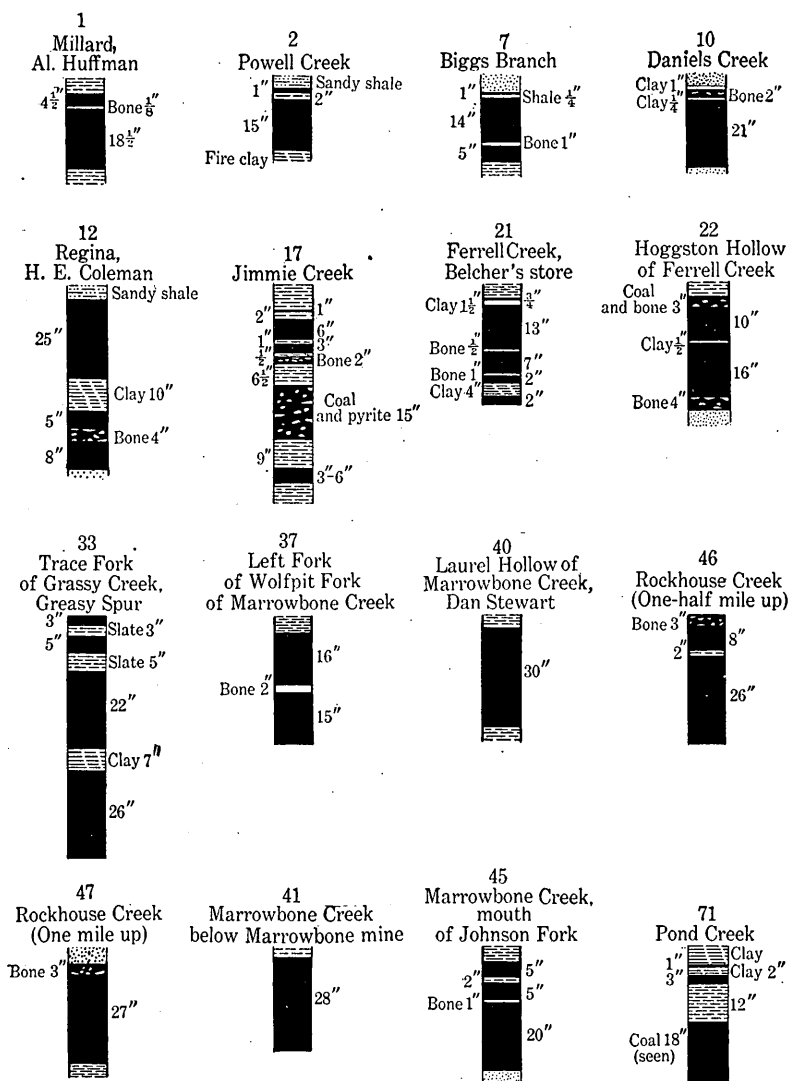 1
Millard,
Al. Huffman
4½″
Bone ⅛″
18½″
2
Powell Creek
Sandy shale
1″
2″
15″
Fire clay
7
Biggs Branch
1″
Shale ¼″
14″
Bone 1″
5″
10
Daniels Creek
Clay 1″
Bone 2″
Clay ¼″
21″
12
Regina,
H. E. Coleman
Sandy shale
25″
Clay 10″
5″
Bone 4″
8″
17
Jimmie Creek
1″
2″
6″
1″
3″
½″
Bone 2″
6½″
Coal
and pyrite 15″
9″
3″-6″
21
Ferrell Creek,
Belcher's store
¾″
Clay 1½″
13″
Bone ½″
7″
Bone 1″
2″
Clay 4″
2″
22
Hoggston Hollow
of Ferrell Creek
Coal
and bone 3″
10″
Clay ½″
16″
Bone 4″
33
Trace Fork
of Grassy Creek,
Greasy Spur
3″
Slate 3″
5″
Slate 5″
22″
Clay 7″
26″
37
Left Fork
of Wolfpit Fork
of Marrowbone Creek
16″
Bone 2″
15″
40
Laurel Hollow of
Marrowbone Creek,
Dan Stewart
30″
46
Rockhouse Creek
(One-half mile up)
Bone 3″
8″
2″
26″
47
Rockhouse Creek
(One mile up)
Bone 3″
27″
41
Marrowbone Creek
below Marrowbone mine
28″
45
Marrowbone Creek,
mouth
of Johnson Fork
5″
2″
5″
Bone 1″
20″
71
Pond Creek
Clay
1″
Clay 2″
3″
12″
Coal 18″
(seen)